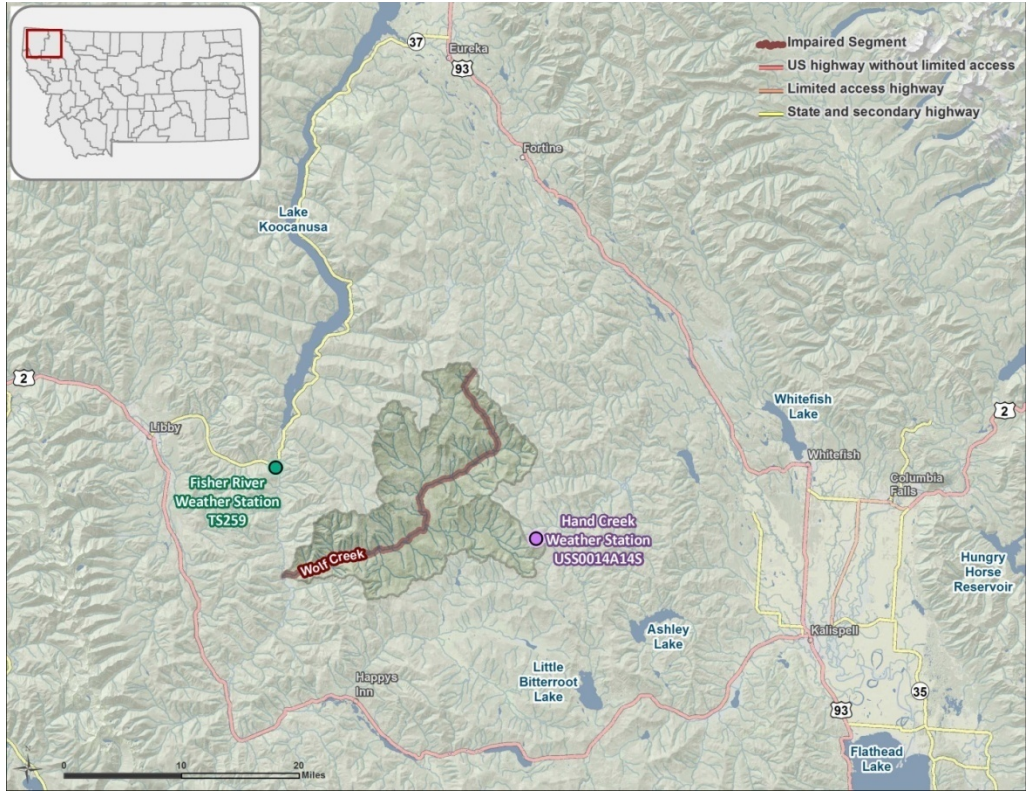 37
Eureka
93
Impaired Segment
US highway without limited access
Limited access highway
State and secondary highway
Fortine
Lake
Koocanusa
2
Libby
Fisher River
Weather Station
TS259
Wolf Creek
Hand Creek
Weather Station
USS0014A14S
Whitefish
Lake
Whitefish
2
Columbia
Falls
Hungry
Horse
Reservoir
Ashley
Lake
Kalispell
Little
Bitterroot
Lake
Happys
Inn
35
93
Flathead
Lake
0
10
20
Miles